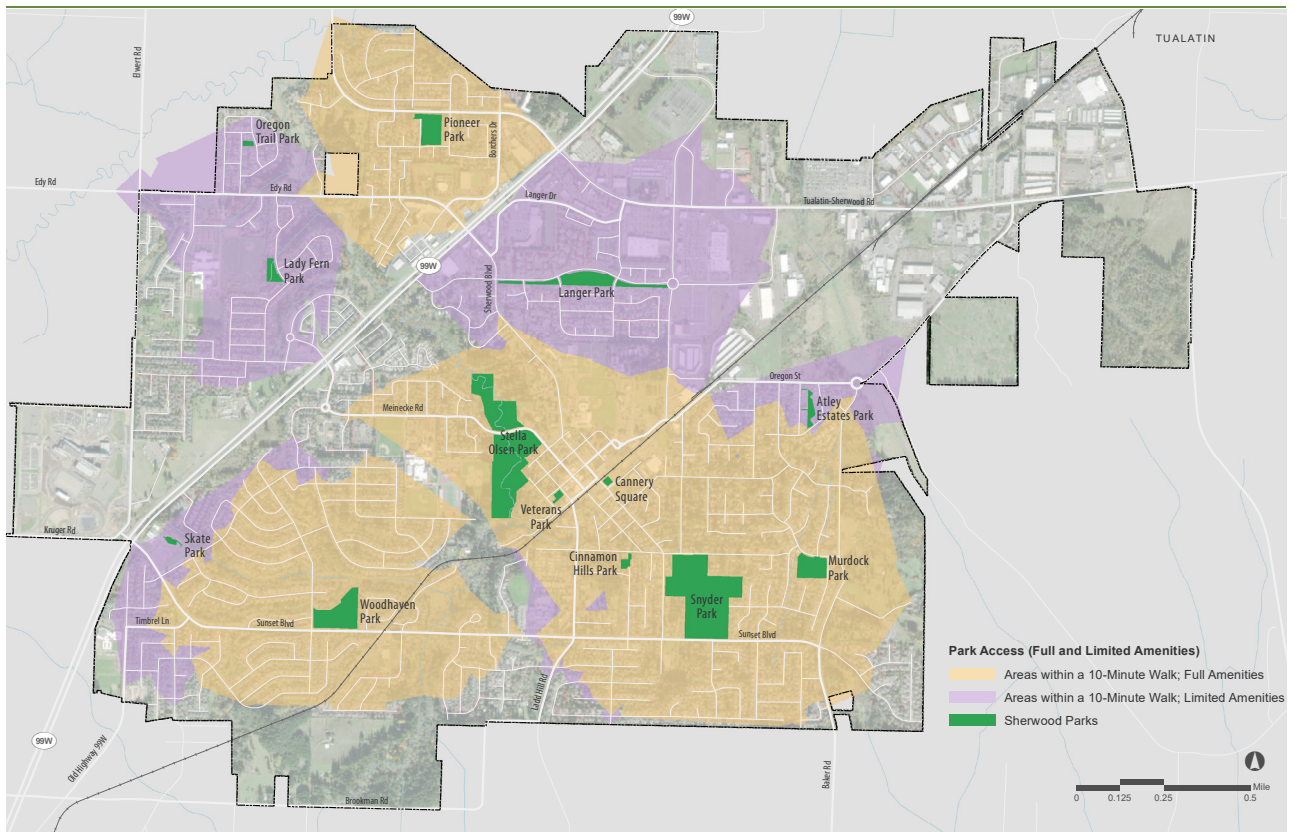 99W
TUALATIN
Elwert Rd
Oregon
Trail Park
Pioneer
Park
Borchers Dr
Edy Rd
Edy Rd
Langer Dr
Tualatin-Sherwood Rd
Lady Fern
Park
99W
Sherwood Blvd
Langer Park
Oregon St
Meinecke Rd
Atley
Estates Park
Stella
Olsen Park
Cannery
Square
Veterans
Park
Kruger Rd
Skate
Park
Cinnamon
Hills Park
Murdock
Park
Snyder
Park
Woodhaven
Park
Timbrel Ln
Sunset Blvd
Sunset Blvd
Ladd Hill Rd
99W
Old Highway 99W
Baker Rd
Brookman Rd
Park Access (Full and Limited Amenities)
Areas within a 10-Minute Walk; Full Amenities
Areas within a 10-Minute Walk; Limited Amenities
Sherwood Parks
Mile
0 0.125 0.25 0.5